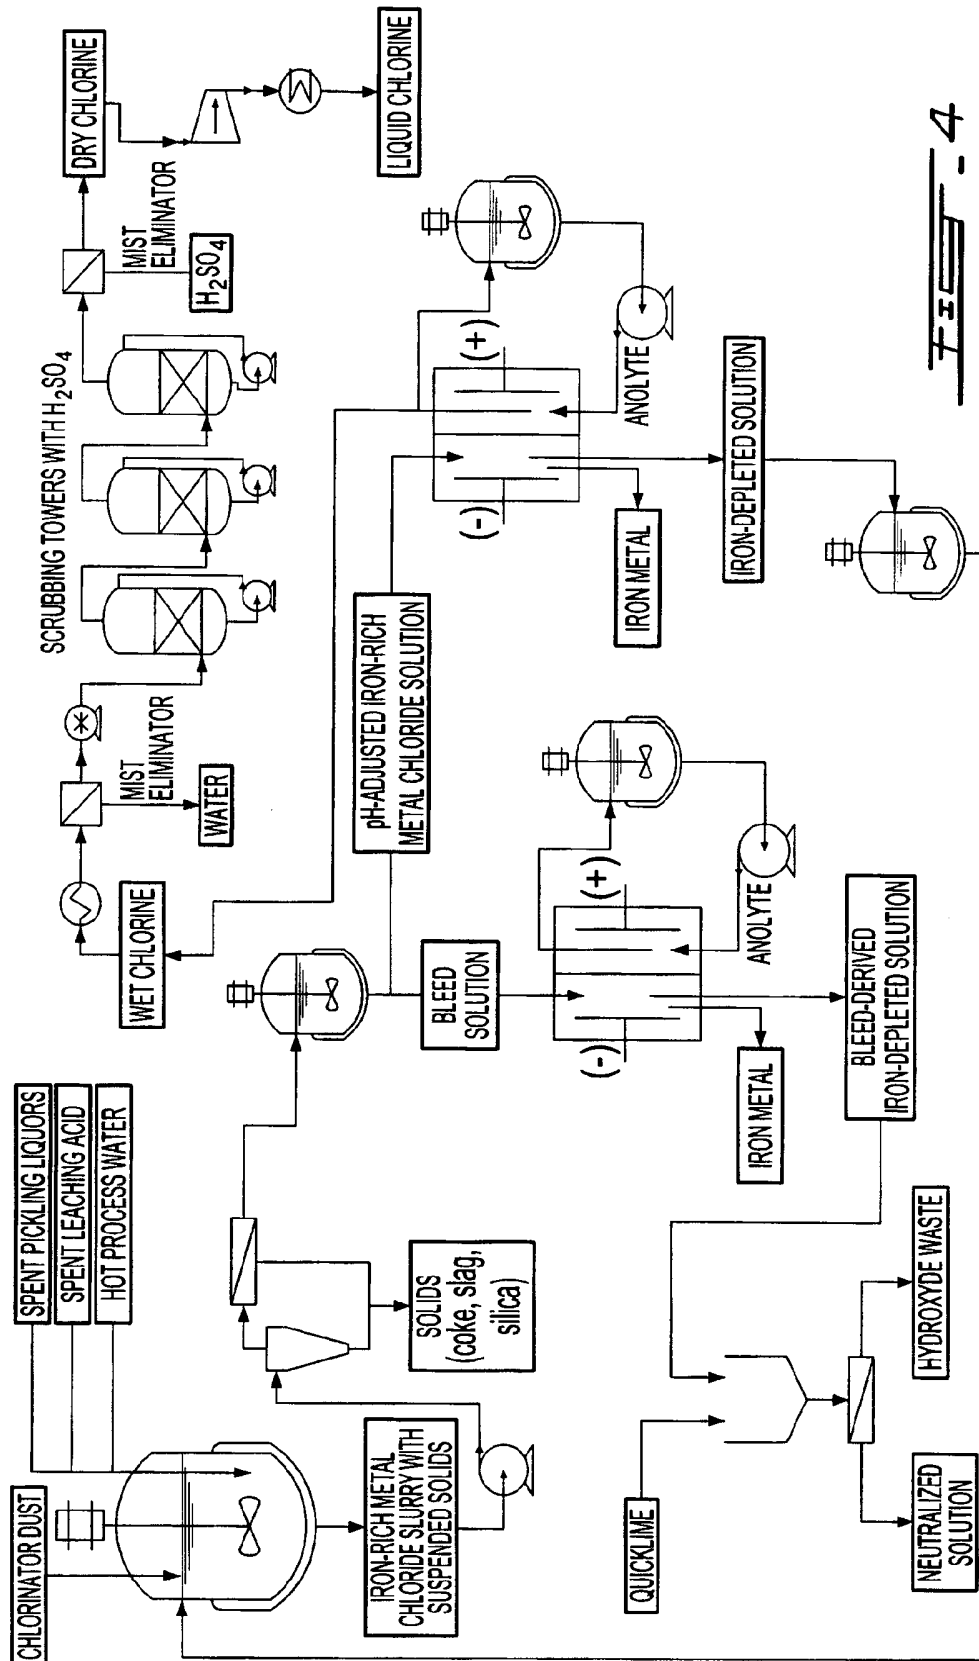 CHLORINATOR DUST
SPENT PICKLING LIQUORS
SPENT LEACHING ACID
HOT PROCESS WATER
IRON-RICH METAL
CHLORIDE SLURRY WITH
SUSPENDED SOLIDS
SOLIDS
(coke, slag,
silica)
WET CHLORINE
WATER
MIST
ELIMINATOR
SCRUBBING TOWERS WITH H₂SO₄
MIST
ELIMINATOR
H₂SO₄
DRY CHLORINE
LIQUID CHLORINE
pH-ADJUSTED IRON-RICH
METAL CHLORIDE SOLUTION
BLEED
SOLUTION
(-)
(+)
ANOLYTE
IRON METAL
IRON-DEPLETED SOLUTION
(-)
(+)
ANOLYTE
IRON METAL
BLEED-DERIVED
IRON-DEPLETED SOLUTION
QUICKLIME
NEUTRALIZED
SOLUTION
HYDROXYDE WASTE
FIG-4